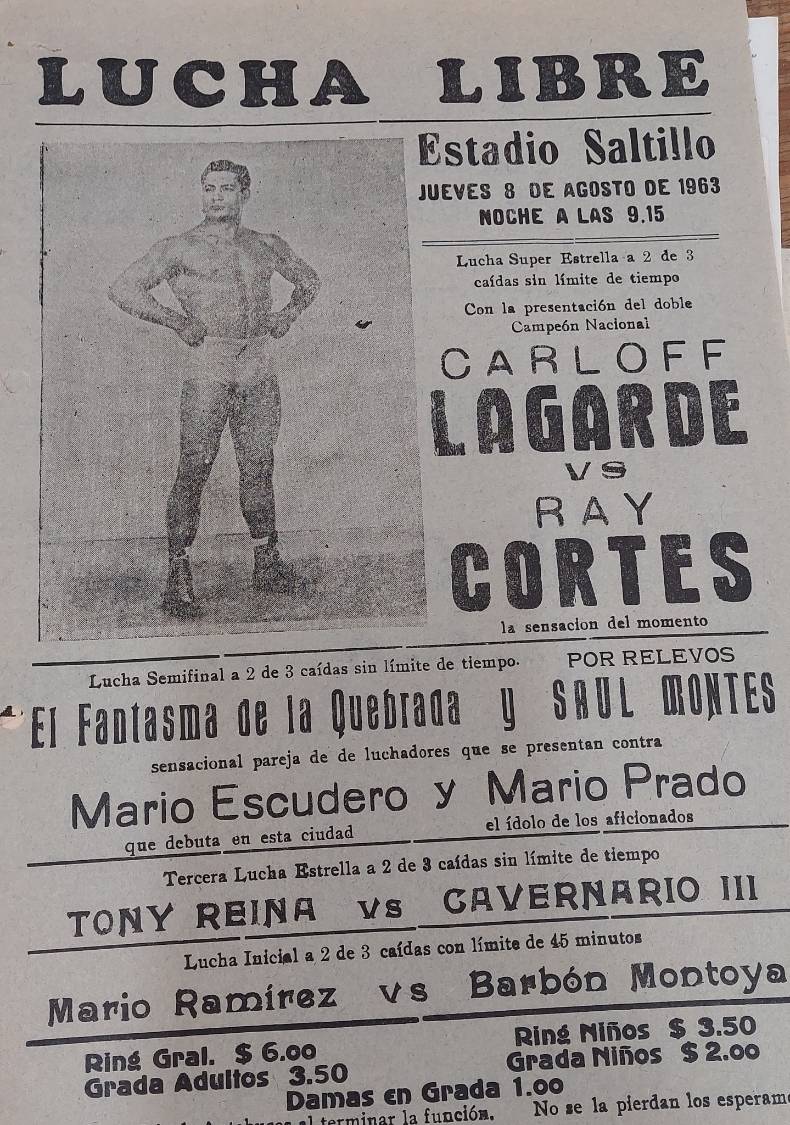 LUCHA LIBRE
Estadio Saltillo
JUEVES 8 DE AGOSTO DE 1963
NOCHE A LAS 9.15
Lucha Super Estrella a 2 de 3
caídas sin límite de tiempo
Con la presentación del doble
Campeón Nacional
CARLOFF
LAGARDE
VS
RAY
CORTES
la sensacion del momento
Lucha Semifinal a 2 de 3 caídas sin límite de tiempo. POR RELEVOS
El Fantasma de la Quebrada y SAUL MONTES
sensacional pareja de de luchadores que se presentan contra
Mario Escudero y Mario Prado
que debuta en esta ciudad el ídolo de los aficionados
Tercera Lucha Estrella a 2 de 3 caídas sin límite de tiempo
TONY REINA VS CAVERNARIO III
Lucha Inicial a 2 de 3 caídas con límite de 45 minutos
Mario Ramírez VS Barbón Montoya
Ring Gral. $ 6.00 Ring Niños $ 3.50
Grada Adultos 3.50 Grada Niños $ 2.00
Damas en Grada 1.00
al terminar la función. No se la pierdan los